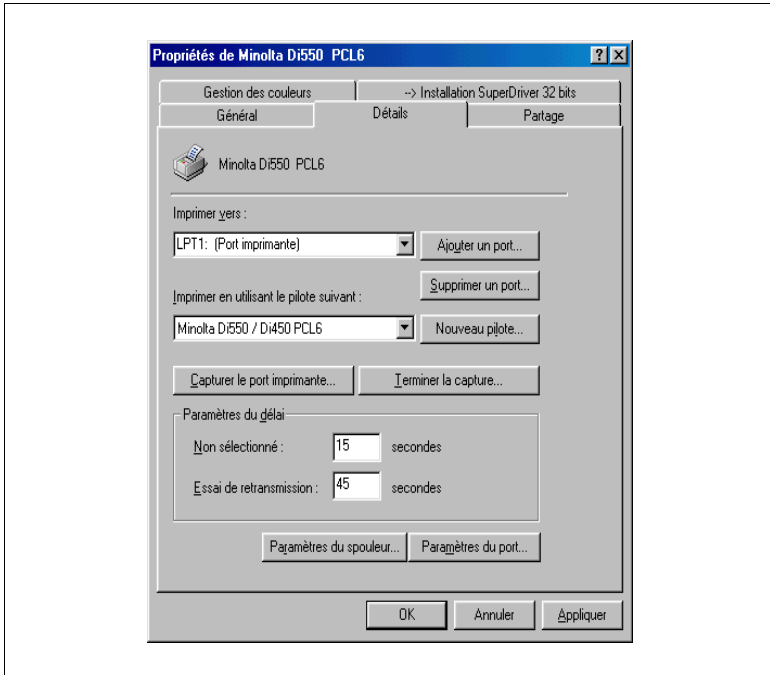 Propriétés de Minolta Di550 PCL6
Gestion des couleurs
--> Installation SuperDriver 32 bits
Général
Détails
Partage
Minolta Di550 PCL6
Imprimer vers :
LPT1: (Port imprimante)
Ajouter un port...
Supprimer un port...
Imprimer en utilisant le pilote suivant :
Minolta Di550 / Di450 PCL6
Nouveau pilote...
Capturer le port imprimante...
Terminer la capture...
Paramètres du délai
Non sélectionné :
15
secondes
Essai de retransmission :
45
secondes
Paramètres du spouleur...
Paramètres du port...
OK
Annuler
Appliquer